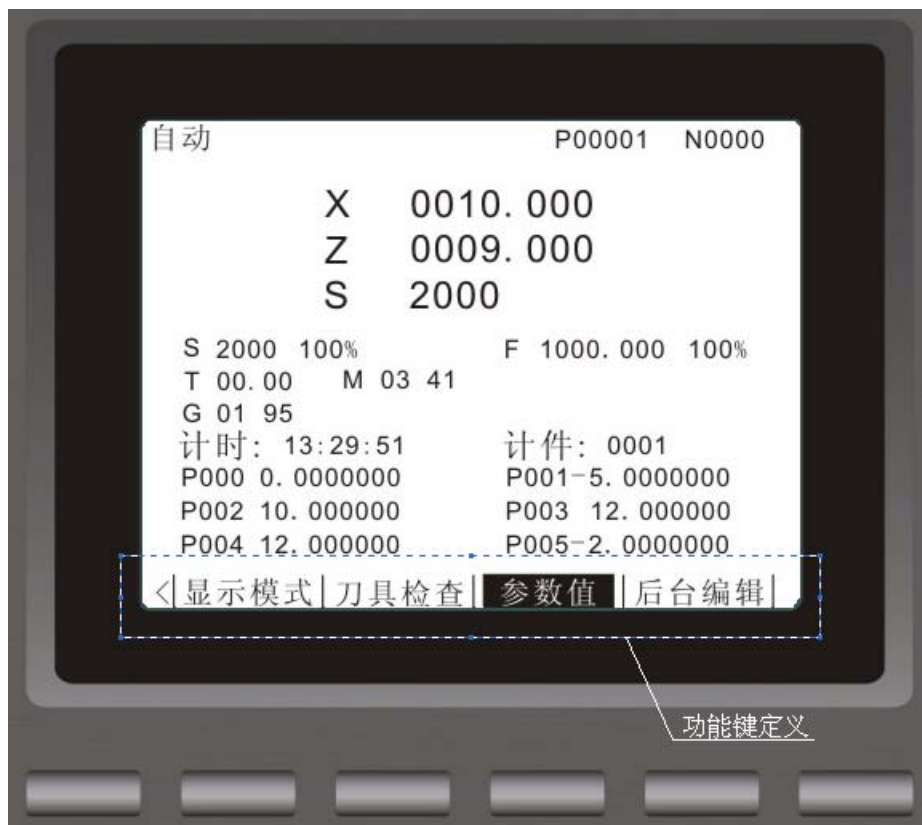 自动 P00001 N0000
X 0010.000
Z 0009.000
S 2000
S 2000 100% F 1000.000 100%
T 00.00 M 03 41
G 01 95
计时: 13:29:51 计件: 0001
P000 0.0000000 P001-5.0000000
P002 10.000000 P003 12.000000
P004 12.000000 P005-2.0000000
<|显示模式|刀具检查|参数值|后台编辑|
功能键定义